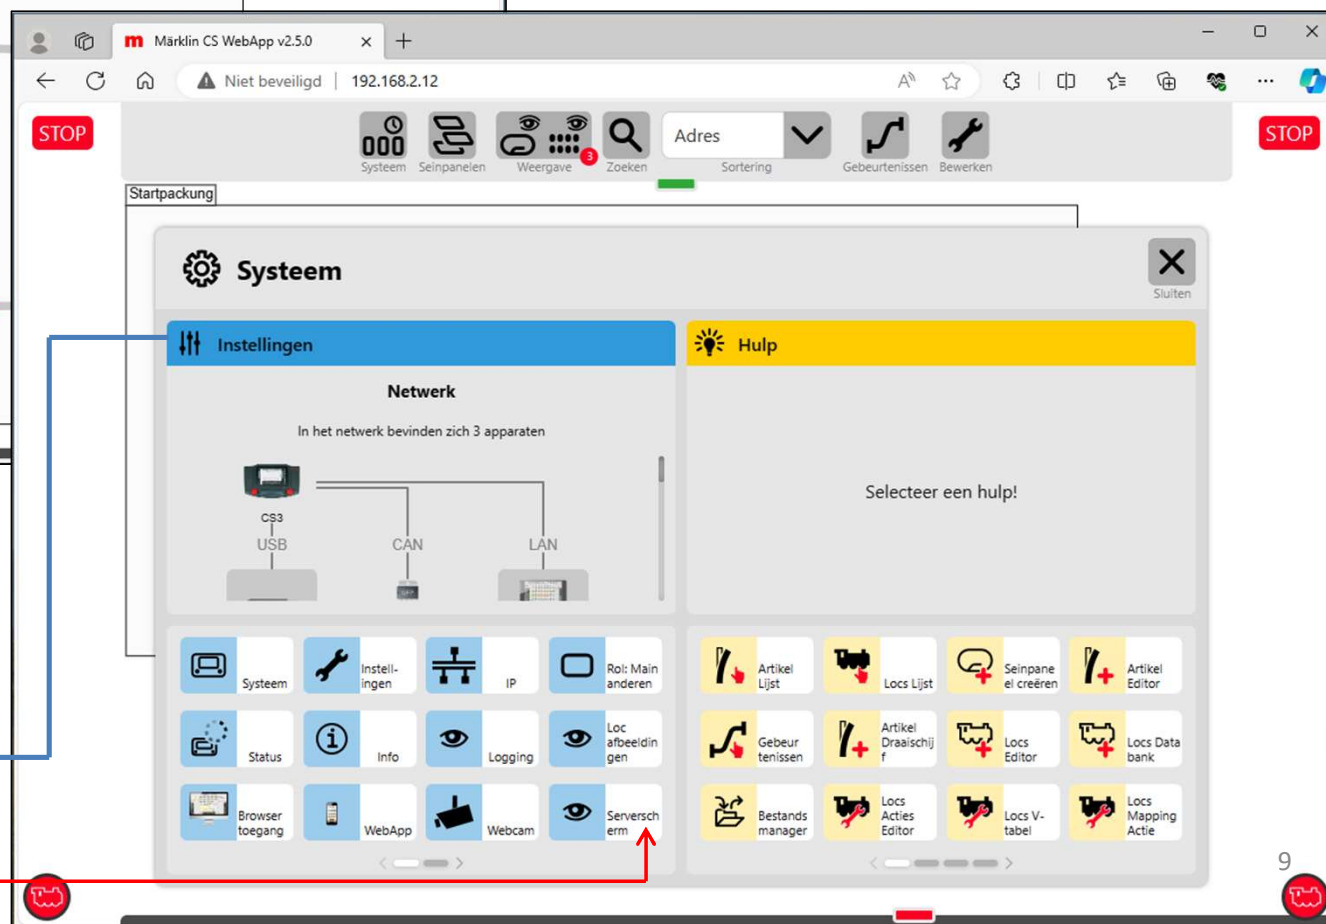 Märklin CS WebApp v2.5.0
Niet beveiligd
192.168.2.12
STOP
Systeem
Seinpanelen
Weergave
3
Zoeken
Adres
Sortering
Gebeurtenissen
Bewerken
STOP
Startpackung
Systeem
Sluiten
Instellingen
Netwerk
In het netwerk bevinden zich 3 apparaten
CS3
USB
CAN
LAN
Systeem
Instell-
ingen
IP
Rol: Main
anderen
Status
Info
Logging
Loc
afbeeldin
gen
Browser
toegang
WebApp
Webcam
Serversch
erm
Hulp
Selecteer een hulp!
Artikel
Lijst
Locs Lijst
Seinpane
el creëren
Artikel
Editor
Gebeur
tenissen
Artikel
Draaischij
f
Locs
Editor
Locs Data
bank
Bestands
manager
Locs
Acties
Editor
Locs V-
tabel
Locs
Mapping
Actie
9